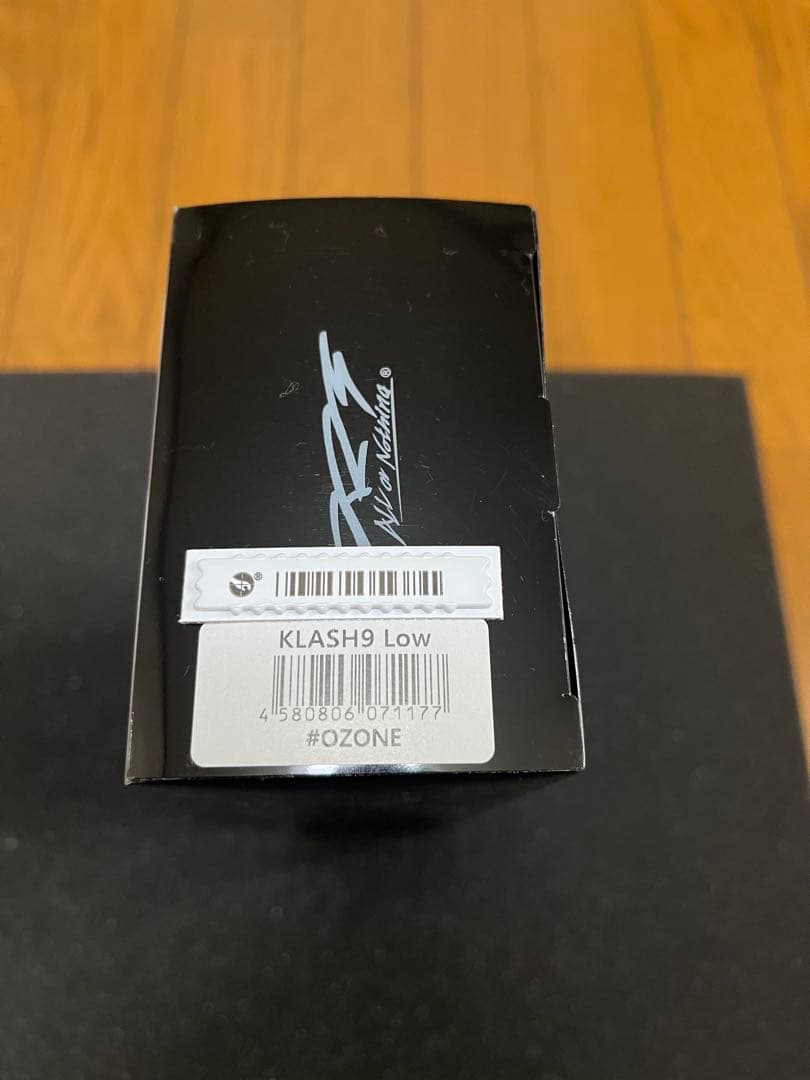 All or Nothing®
®
KLASH9 Low
4 580806 071177
#OZONE